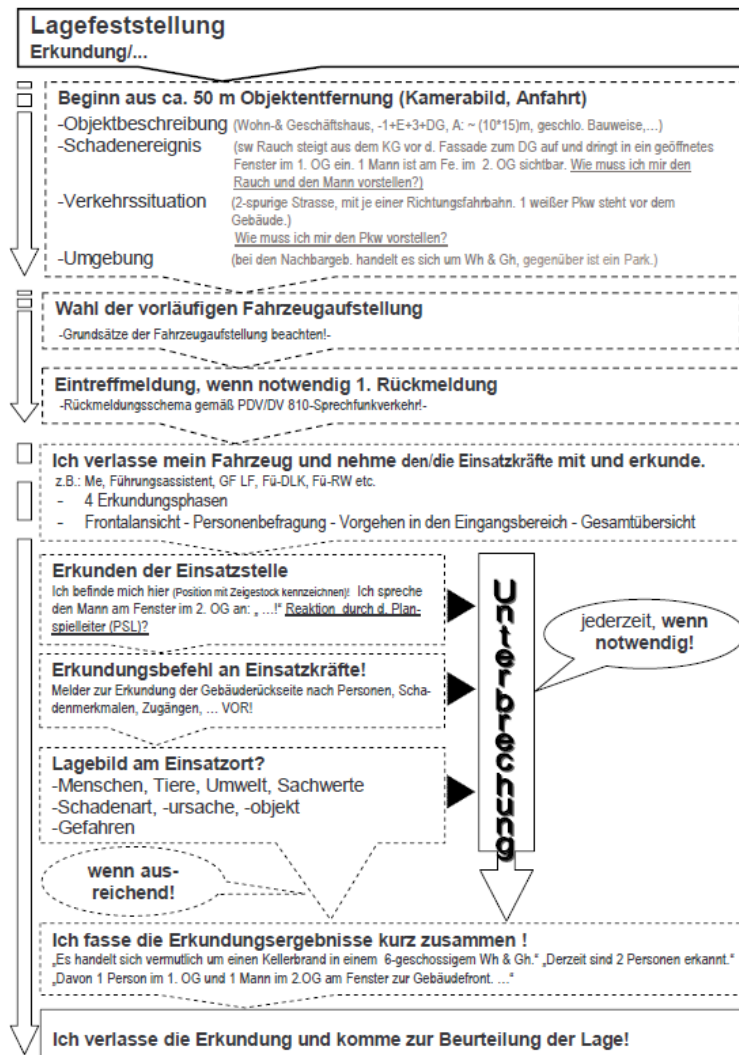 Lagefeststellung
Erkundung/...
Beginn aus ca. 50 m Objektentfernung (Kamerabild, Anfahrt)
-Objektbeschreibung (Wohn-& Geschäftshaus, -1+E+3+DG, A: ~ (10*15)m, geschlo. Bauweise,...)
-Schadenereignis (sw Rauch steigt aus dem KG vor d. Fassade zum DG auf und dringt in ein geöffnetes
Fenster im 1. OG ein. 1 Mann ist am Fe. im 2. OG sichtbar. Wie muss ich mir den
Rauch und den Mann vorstellen?)
-Verkehrssituation (2-spurige Strasse, mit je einer Richtungsfahrbahn. 1 weißer Pkw steht vor dem
Gebäude.)
Wie muss ich mir den Pkw vorstellen?
-Umgebung (bei den Nachbargeb. handelt es sich um Wh & Gh, gegenüber ist ein Park.)
Wahl der vorläufigen Fahrzeugaufstellung
-Grundsätze der Fahrzeugaufstellung beachten!-
Eintreffmeldung, wenn notwendig 1. Rückmeldung
-Rückmeldungsschema gemäß PDV/DV 810-Sprechfunkverkehr!-
Ich verlasse mein Fahrzeug und nehme den/die Einsatzkräfte mit und erkunde.
z.B.: Me, Führungsassistent, GF LF, Fü-DLK, Fü-RW etc.
- 4 Erkundungsphasen
- Frontalansicht - Personenbefragung - Vorgehen in den Eingangsbereich - Gesamtübersicht
Erkunden der Einsatzstelle
Ich befinde mich hier (Position mit Zeigestock kennzeichnen)! Ich spreche
den Mann am Fenster im 2. OG an: „ ...!" Reaktion durch d. Plan-
spielleiter (PSL)?
Erkundungsbefehl an Einsatzkräfte!
Melder zur Erkundung der Gebäuderückseite nach Personen, Scha-
denmerkmalen, Zugängen, ... VOR!
Lagebild am Einsatzort?
-Menschen, Tiere, Umwelt, Sachwerte
-Schadenart, -ursache, -objekt
-Gefahren
Unterbrechung
jederzeit, wenn
notwendig!
wenn aus-
reichend!
Ich fasse die Erkundungsergebnisse kurz zusammen !
„Es handelt sich vermutlich um einen Kellerbrand in einem 6-geschossigem Wh & Gh." „Derzeit sind 2 Personen erkannt."
„Davon 1 Person im 1. OG und 1 Mann im 2.OG am Fenster zur Gebäudefront. ..."
Ich verlasse die Erkundung und komme zur Beurteilung der Lage!